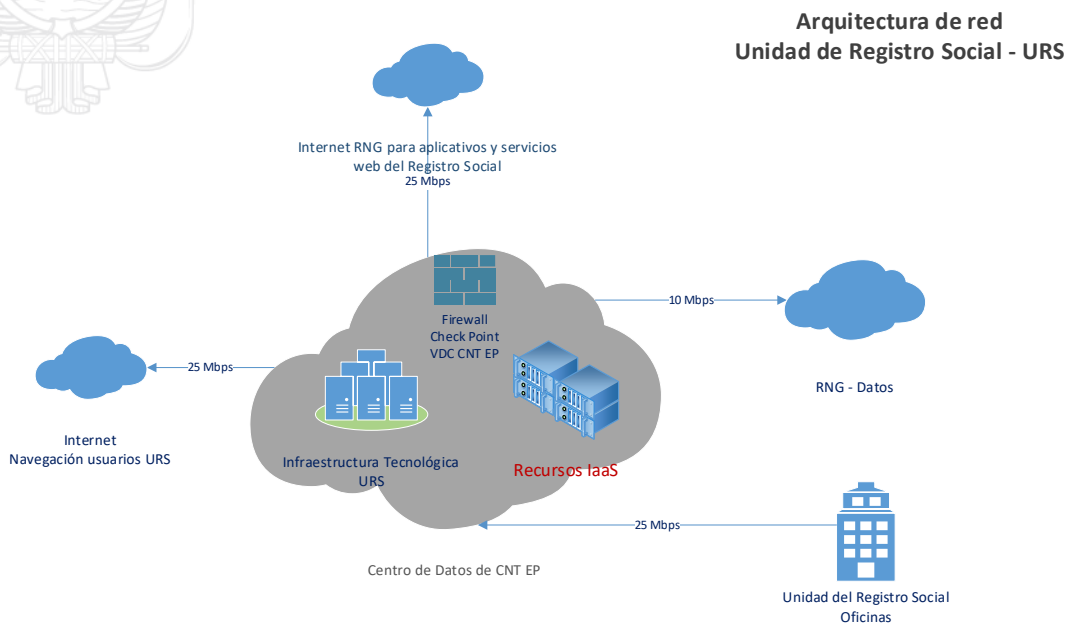 Arquitectura de red
Unidad de Registro Social - URS
Internet RNG para aplicativos y servicios
web del Registro Social
25 Mbps
Firewall
Check Point
VDC CNT EP
10 Mbps
RNG - Datos
25 Mbps
Internet
Navegación usuarios URS
Infraestructura Tecnológica
URS
Recursos IaaS
25 Mbps
Centro de Datos de CNT EP
Unidad del Registro Social
Oficinas